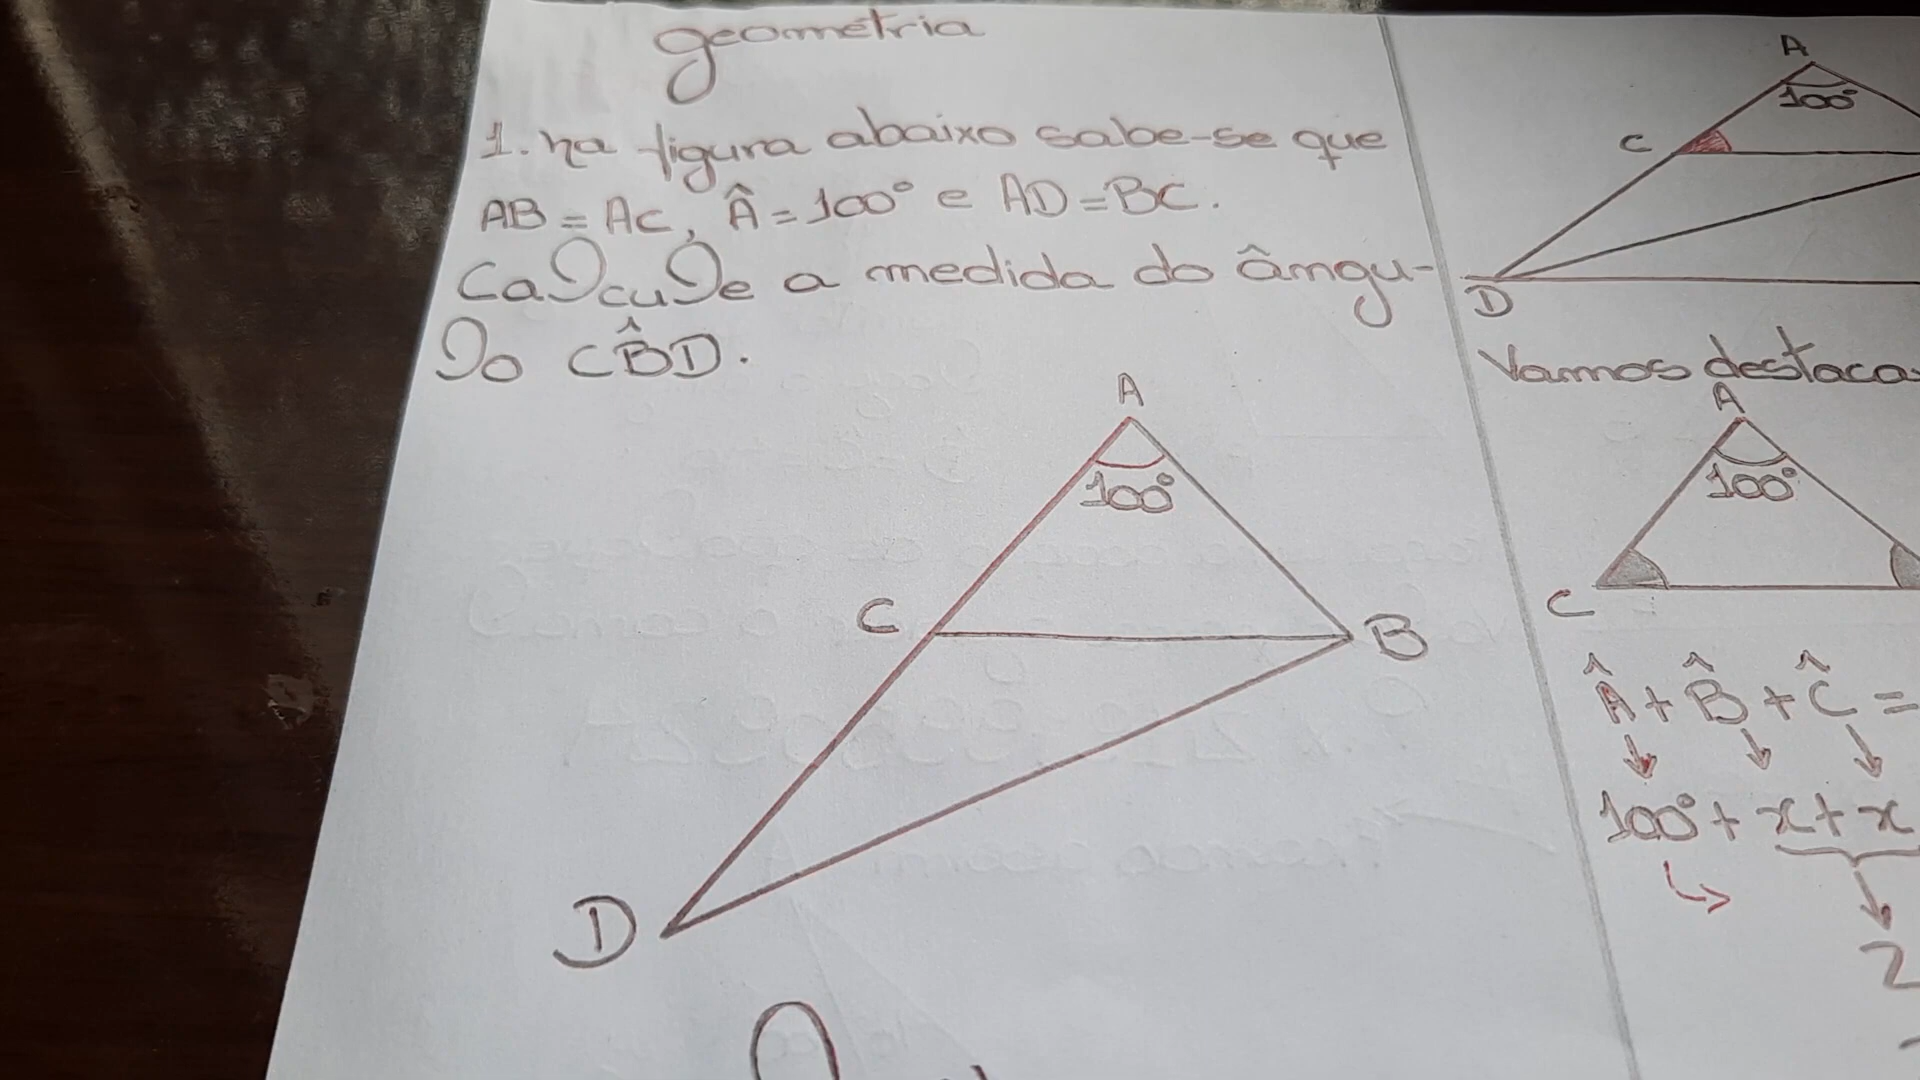 geometria
1. na figura abaixo sabe-se que
AB = AC, Â = 100° e AD = BC.
Calcule a medida do ângu-
lo CB̂D.
A
100°
C
B
D
A
100°
C
D
Vamos destaca
A
100°
C
Â + B̂ + Ĉ =
100° + x + x
2